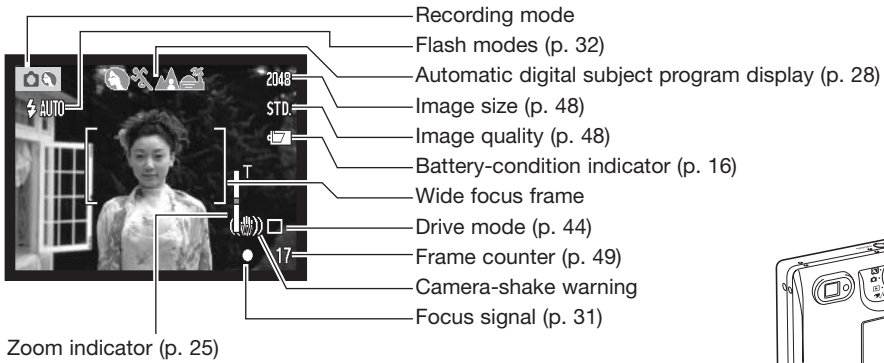 Recording mode
Flash modes (p. 32)
Automatic digital subject program display (p. 28)
Image size (p. 48)
Image quality (p. 48)
Battery-condition indicator (p. 16)
Wide focus frame
Drive mode (p. 44)
Frame counter (p. 49)
Camera-shake warning
Focus signal (p. 31)
Zoom indicator (p. 25)
2048
AUTO
STD.
T
17